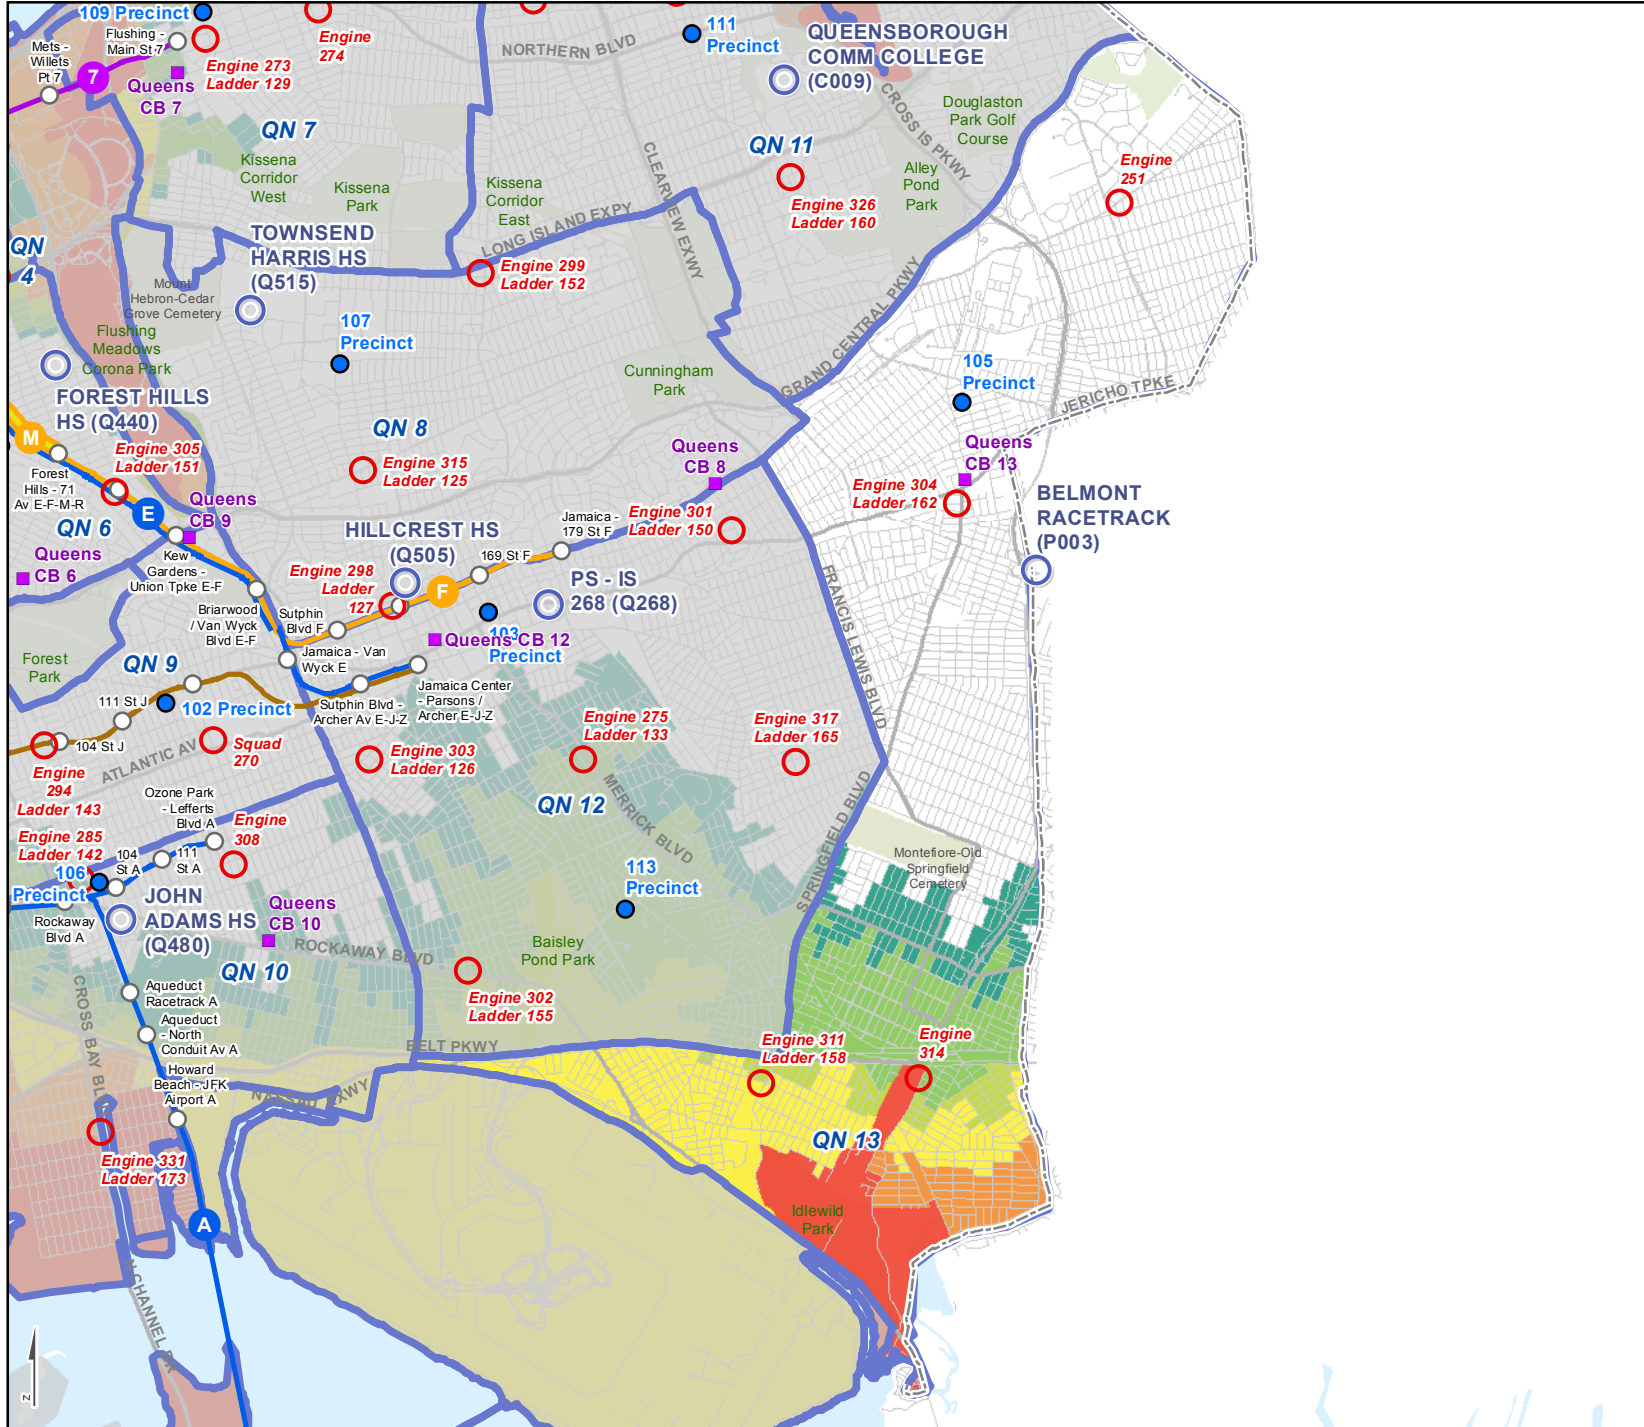 109 Precinct
Flushing -
Main St 7
Mets -
Willets
Pt 7
7
Queens
CB 7
Engine 273
Ladder 129
Engine
274
NORTHERN BLVD
111
Precinct
QUEENSBOROUGH
COMM COLLEGE
(C009)
CROSS IS PKWY
Douglaston
Park Golf
Course
Engine
251
QN 7
QN 11
Kissena
Corridor
West
Kissena
Park
Kissena
Corridor
East
CLEARVIEW EXWY
Alley
Pond
Park
Engine 326
Ladder 160
LONG ISLAND EXPY
QN
4
TOWNSEND
HARRIS HS
(Q515)
Engine 299
Ladder 152
Mount
Hebron-Cedar
Grove Cemetery
Flushing
Meadows
Corona Park
107
Precinct
GRAND CENTRAL PKWY
Cunningham
Park
105
Precinct
JERICHO TPKE
FOREST HILLS
HS (Q440)
M
QN 8
Engine 305
Ladder 151
Engine 315
Ladder 125
Queens
CB 8
Queens
CB 13
Forest
Hills - 71
Av E-F-M-R
E
Queens
CB 9
QN 6
Engine 304
Ladder 162
BELMONT
RACETRACK
(P003)
HILLCREST HS
(Q505)
Jamaica -
179 St F
Engine 301
Ladder 150
Queens
CB 6
Kew
Gardens -
Union Tpke E-F
169 St F
Engine 298
Ladder
127
F
PS - IS
268 (Q268)
FRANCIS LEWIS BLVD
Briarwood
/ Van Wyck
Blvd E-F
Sutphin
Blvd F
103
Precinct
Queens CB 12
Forest
Park
QN 9
Jamaica - Van
Wyck E
Jamaica Center
- Parsons /
Archer E-J-Z
111 St J
102 Precinct
Sutphin Blvd -
Archer Av E-J-Z
104 St J
ATLANTIC AV
Squad
270
Engine 303
Ladder 126
Engine 275
Ladder 133
Engine 317
Ladder 165
Engine
294
Ladder 143
Ozone Park
- Lefferts
Blvd A
QN 12
MERRICK BLVD
SPRINGFIELD BLVD
Engine 285
Ladder 142
Engine
308
104
St A
111
St A
106
Precinct
Montefiore-Old
Springfield
Cemetery
113
Precinct
JOHN
ADAMS HS
(Q480)
Queens
CB 10
Rockaway
Blvd A
ROCKAWAY BLVD
Baisley
Pond Park
QN 10
CROSS BAY BLVD
Aqueduct
Racetrack A
Engine 302
Ladder 155
Aqueduct
- North
Conduit Av A
BELT PKWY
Engine 311
Ladder 158
Engine
314
Howard
Beach - JFK
Airport A
NASSAU EXWY
QN 13
Engine 331
Ladder 173
A
Idlewild
Park
N CHANNEL BR
z